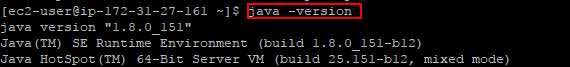 [ec2-user@ip-172-31-27-161 ~]$ java -version
java version "1.8.0_151"
Java(TM) SE Runtime Environment (build 1.8.0_151-b12)
Java HotSpot(TM) 64-Bit Server VM (build 25.151-b12, mixed mode)